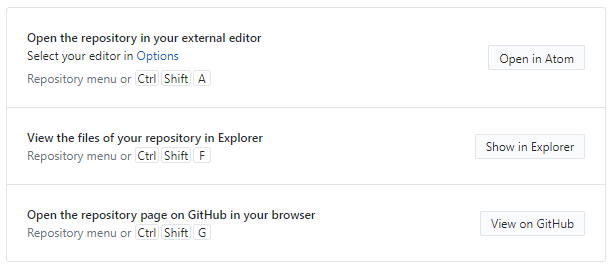 Open the repository in your external editor
Select your editor in Options
Repository menu or Ctrl Shift A
Open in Atom
View the files of your repository in Explorer
Repository menu or Ctrl Shift F
Show in Explorer
Open the repository page on GitHub in your browser
Repository menu or Ctrl Shift G
View on GitHub